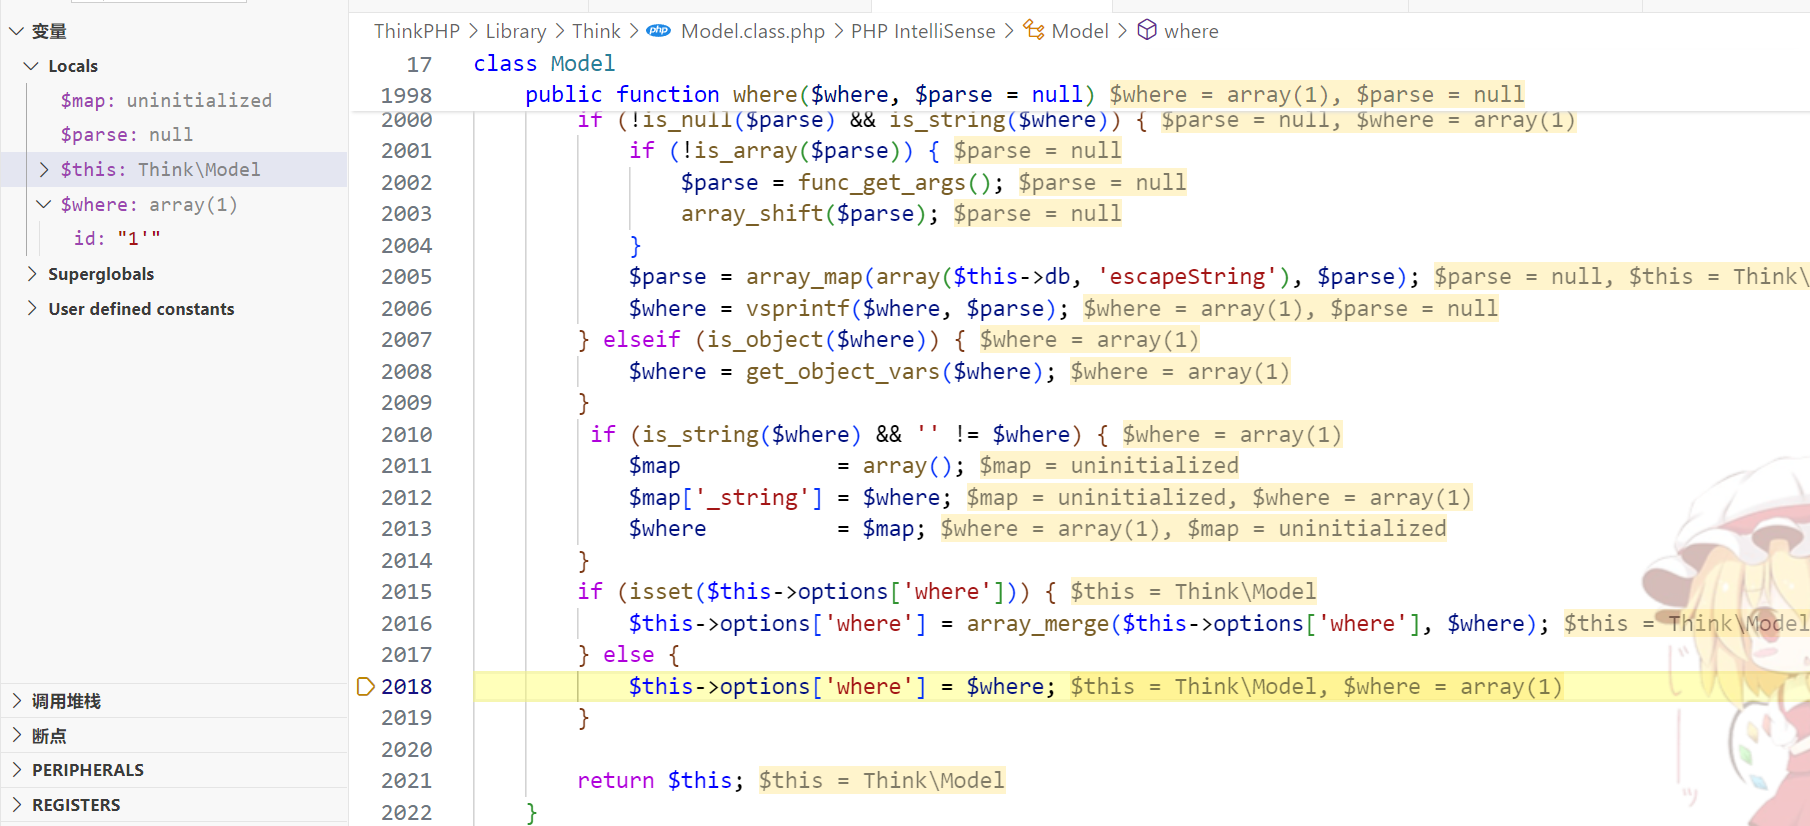 变量
Locals
$map: uninitialized
$parse: null
$this: Think\Model
$where: array(1)
id: "1'"
Superglobals
User defined constants
调用堆栈
断点
PERIPHERALS
REGISTERS
ThinkPHP > Library > Think > php Model.class.php > PHP IntelliSense > Model > where
17 class Model
1998 public function where($where, $parse = null) $where = array(1), $parse = null
2000 if (!is_null($parse) && is_string($where)) { $parse = null, $where = array(1)
2001 if (!is_array($parse)) { $parse = null
2002 $parse = func_get_args(); $parse = null
2003 array_shift($parse); $parse = null
2004 }
2005 $parse = array_map(array($this->db, 'escapeString'), $parse); $parse = null, $this = Think\
2006 $where = vsprintf($where, $parse); $where = array(1), $parse = null
2007 } elseif (is_object($where)) { $where = array(1)
2008 $where = get_object_vars($where); $where = array(1)
2009 }
2010 if (is_string($where) && '' != $where) { $where = array(1)
2011 $map = array(); $map = uninitialized
2012 $map['_string'] = $where; $map = uninitialized, $where = array(1)
2013 $where = $map; $where = array(1), $map = uninitialized
2014 }
2015 if (isset($this->options['where'])) { $this = Think\Model
2016 $this->options['where'] = array_merge($this->options['where'], $where); $this = Think\Model
2017 } else {
2018 $this->options['where'] = $where; $this = Think\Model, $where = array(1)
2019 }
2020
2021 return $this; $this = Think\Model
2022 }